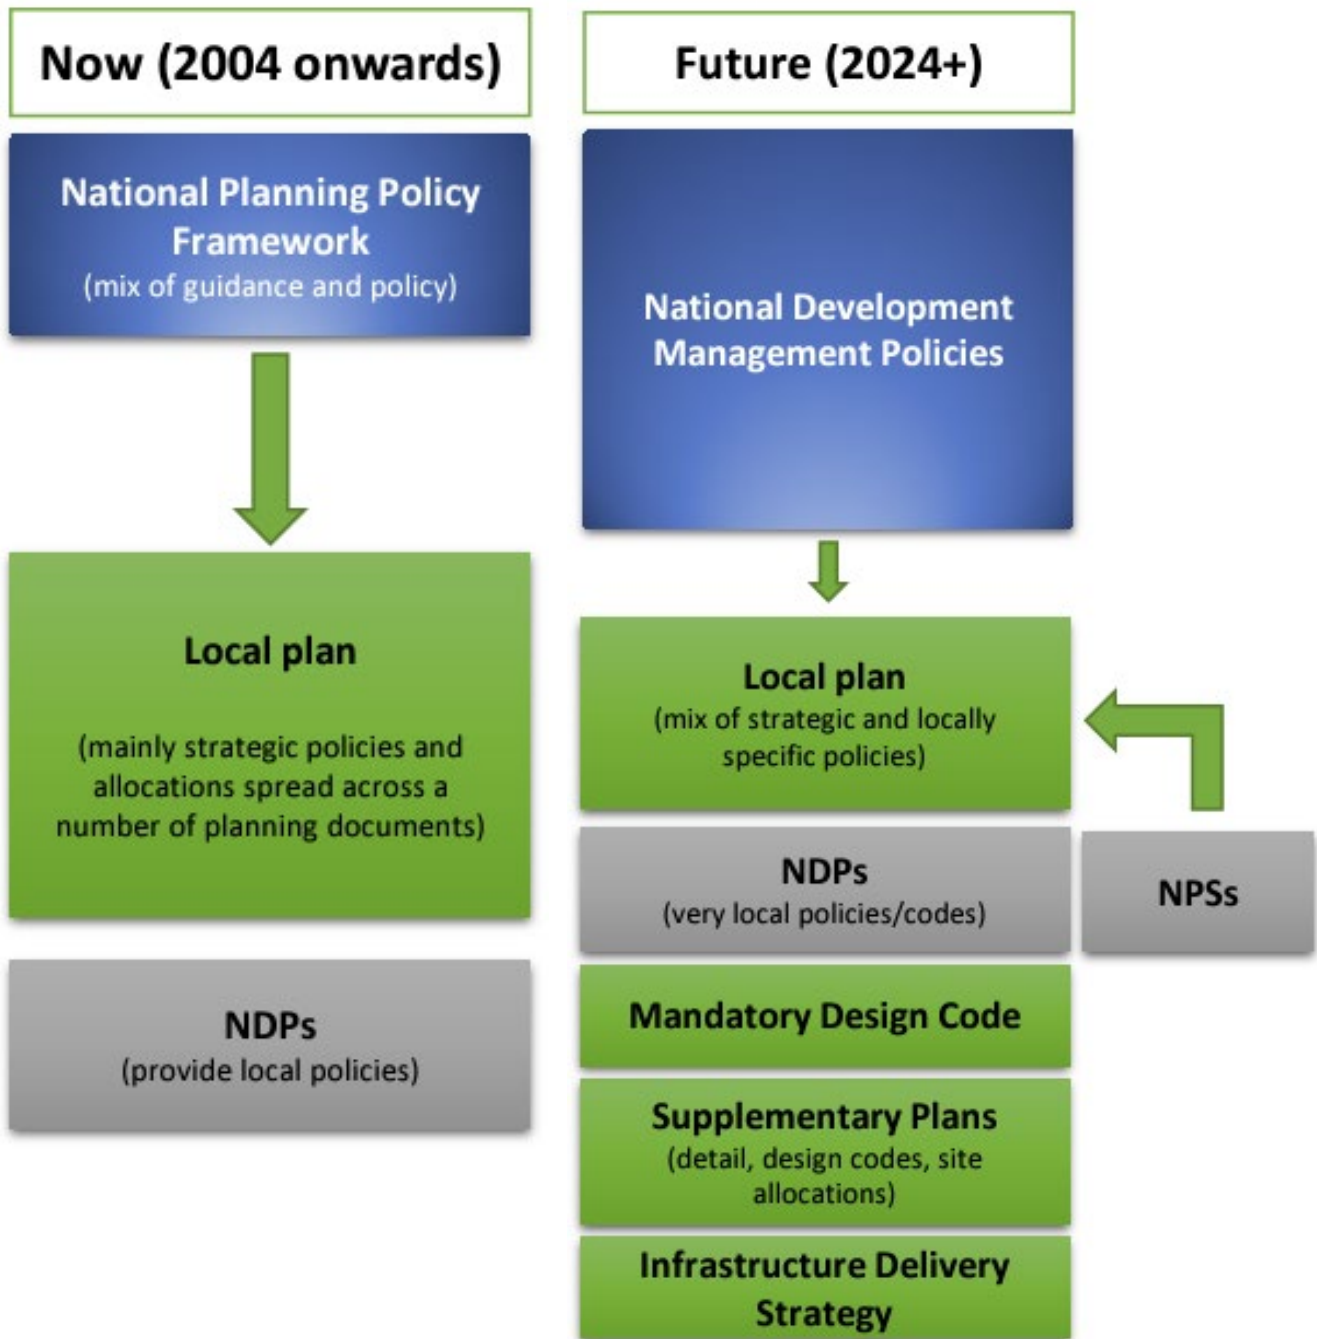 Now (2004 onwards)
National Planning Policy
Framework
(mix of guidance and policy)
Local plan
(mainly strategic policies and
allocations spread across a
number of planning documents)
NDPs
(provide local policies)
Future (2024+)
National Development
Management Policies
Local plan
(mix of strategic and locally
specific policies)
NDPs
(very local policies/codes)
NPSs
Mandatory Design Code
Supplementary Plans
(detail, design codes, site
allocations)
Infrastructure Delivery
Strategy